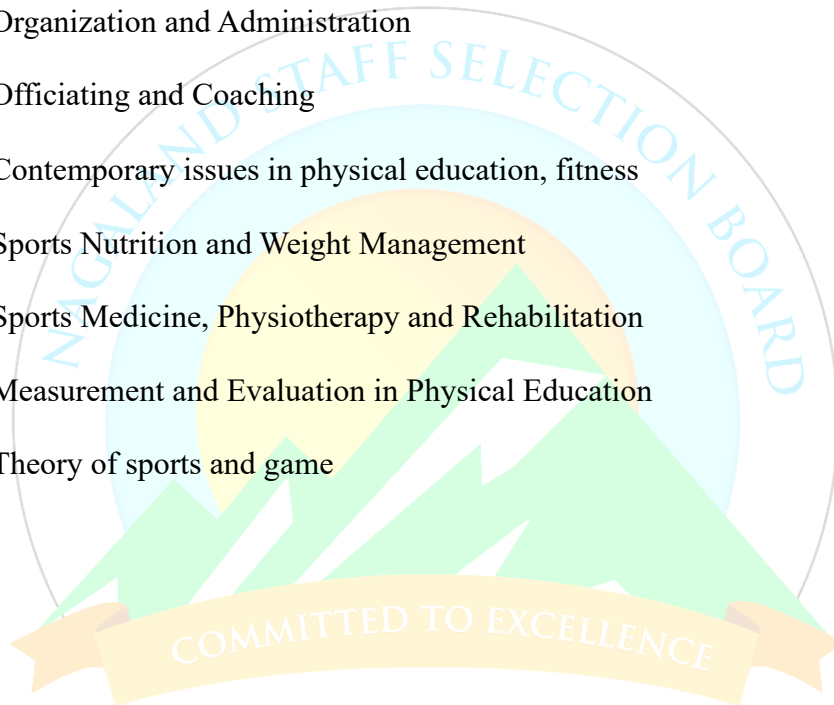 Organization and Administration
Officiating and Coaching
Contemporary issues in physical education, fitness
Sports Nutrition and Weight Management
Sports Medicine, Physiotherapy and Rehabilitation
Measurement and Evaluation in Physical Education
Theory of sports and game
NAGALAND STAFF SELECTION BOARD
COMMITTED TO EXCELLENCE